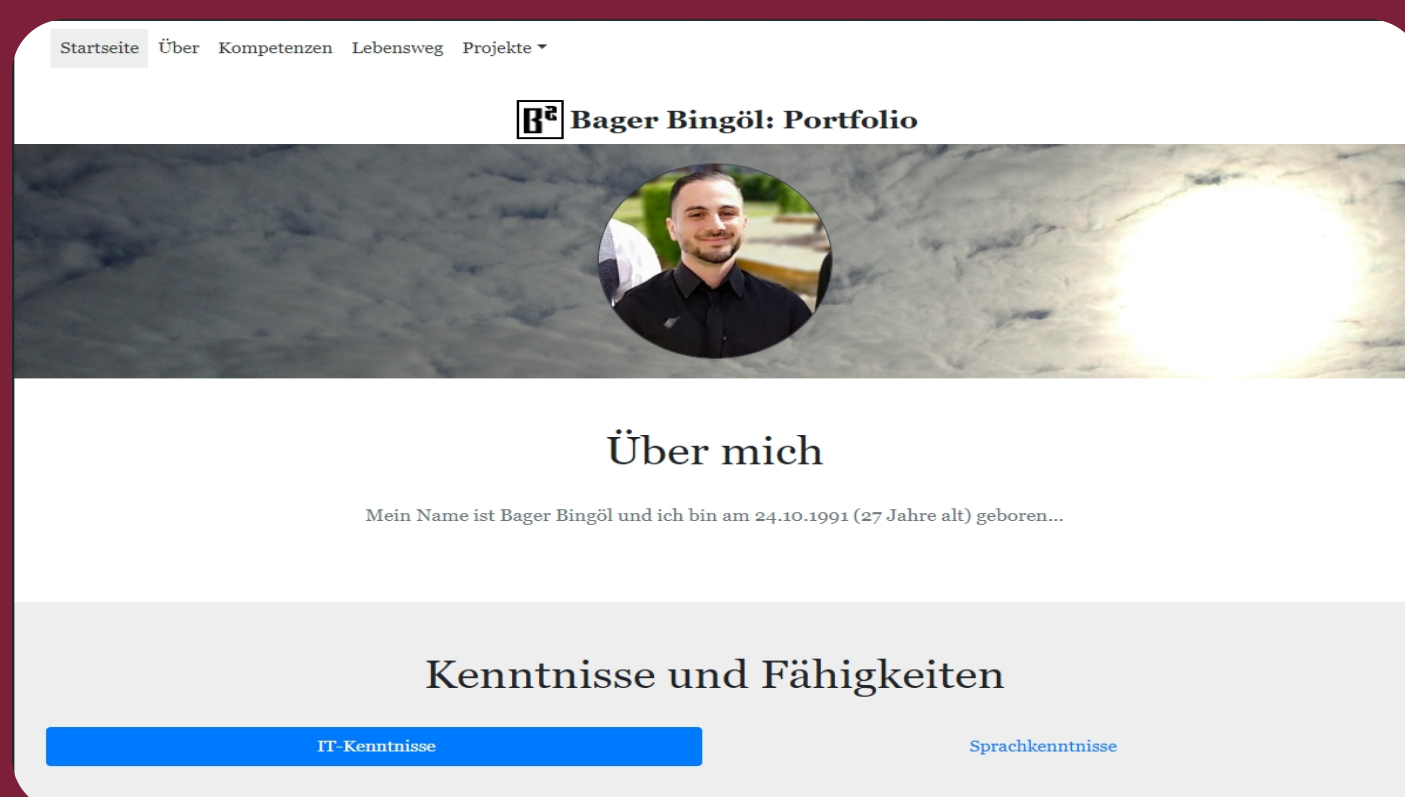 Startseite Über Kompetenzen Lebensweg Projekte
Bager Bingöl: Portfolio
Über mich
Mein Name ist Bager Bingöl und ich bin am 24.10.1991 (27 Jahre alt) geboren...
Kenntnisse und Fähigkeiten
IT-Kenntnisse Sprachkenntnisse